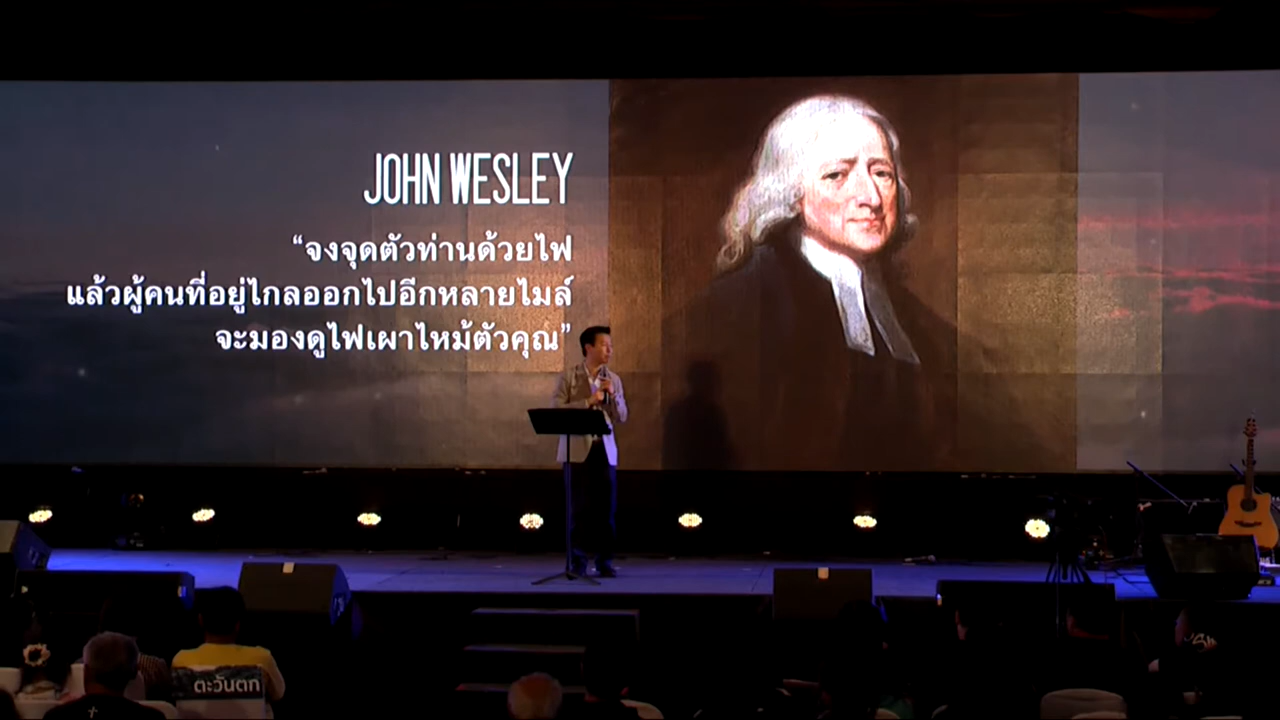 JOHN WESLEY
“จงจุดตัวท่านด้วยไฟ
แล้วผู้คนที่อยู่ไกลออกไปอีกหลายไมล์
จะมองดูไฟเผาไหม้ตัวคุณ”
ตะวันตก